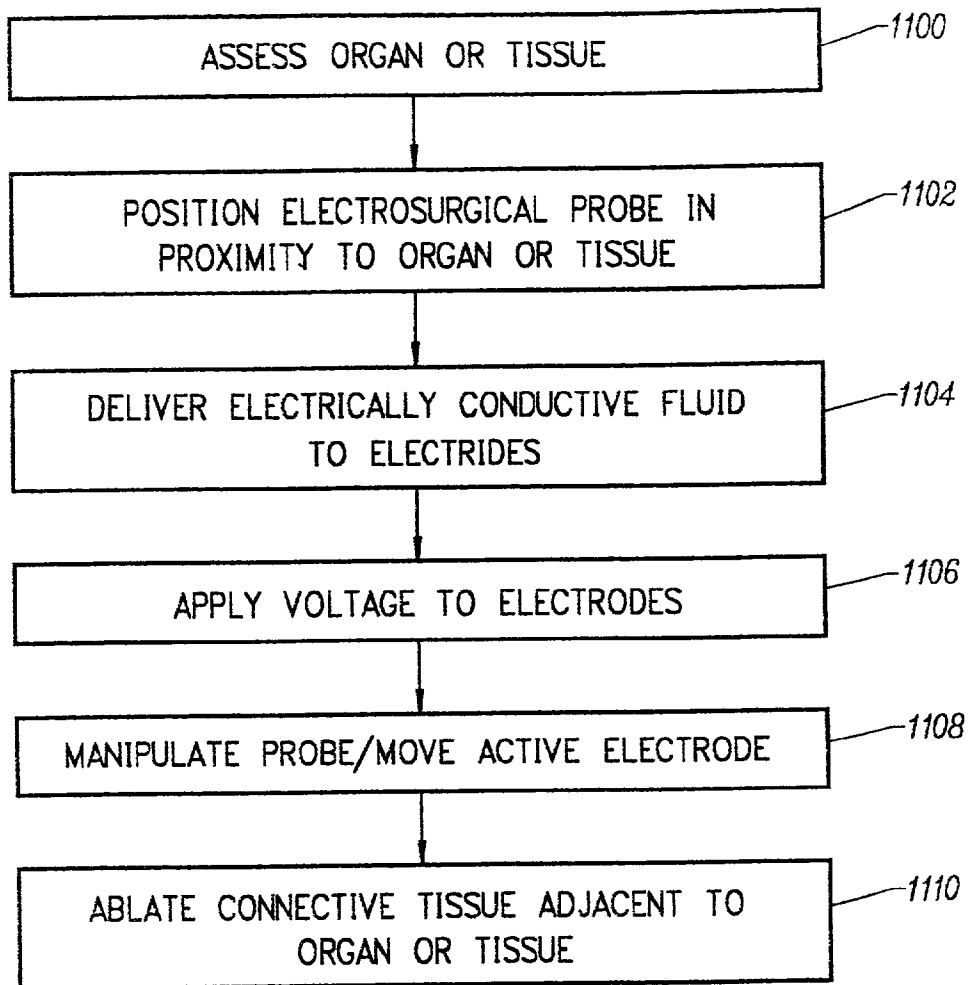 ASSESS ORGAN OR TISSUE
1100
POSITION ELECTROSURGICAL PROBE IN
PROXIMITY TO ORGAN OR TISSUE
1102
DELIVER ELECTRICALLY CONDUCTIVE FLUID
TO ELECTRIDES
1104
APPLY VOLTAGE TO ELECTRODES
1106
MANIPULATE PROBE/MOVE ACTIVE ELECTRODE
1108
ABLATE CONNECTIVE TISSUE ADJACENT TO
ORGAN OR TISSUE
1110